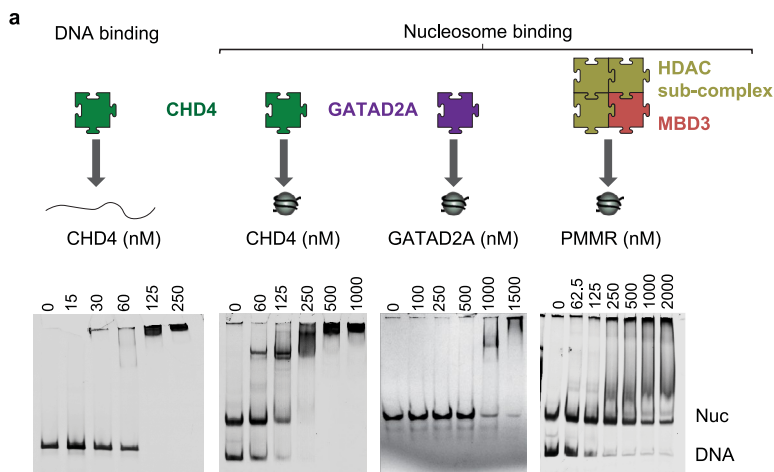 a
DNA binding
Nucleosome binding
CHD4
GATAD2A
HDAC
sub-complex
MBD3
CHD4 (nM)
CHD4 (nM)
GATAD2A (nM)
PMMR (nM)
0 15 30 60 125 250
0 60 125 250 500 1000
0 100 250 500 1000 1500
0 62.5 125 250 500 1000 2000
Nuc
DNA